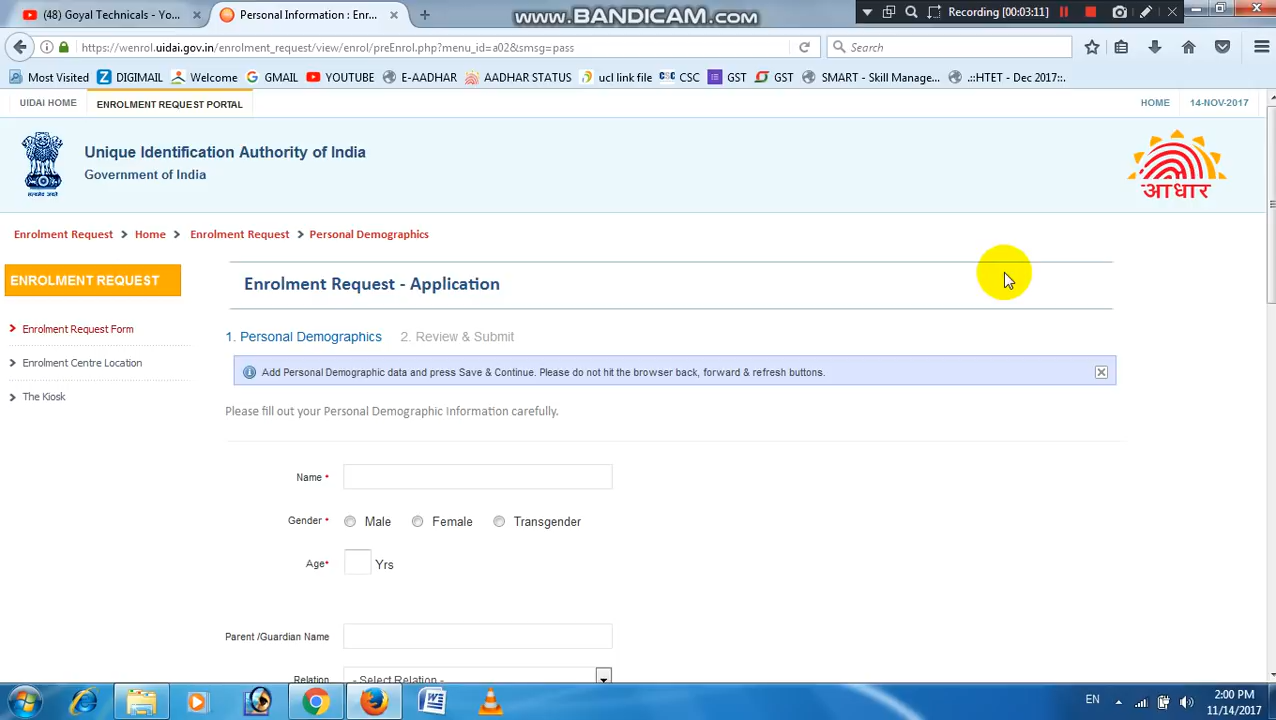 (48) Goyal Technicals - Yo...
Personal Information : Enr...
www.BANDICAM.com
Recording [00:03:11]
https://wenrol.uidai.gov.in/enrolment_request/view/enrol/preEnrol.php?menu_id=a02&smsg=pass
Search
Most Visited
DIGIMAIL
Welcome
GMAIL
YOUTUBE
E-AADHAR
AADHAR STATUS
ucl link file
CSC CSC
GST
GST
SMART - Skill Manage...
.::HTET - Dec 2017::.
UIDAI HOME
ENROLMENT REQUEST PORTAL
HOME
14-NOV-2017
Unique Identification Authority of India
Government of India
आधार
Enrolment Request > Home > Enrolment Request > Personal Demographics
ENROLMENT REQUEST
Enrolment Request - Application
Enrolment Request Form
Enrolment Centre Location
The Kiosk
1. Personal Demographics 2. Review & Submit
Add Personal Demographic data and press Save & Continue. Please do not hit the browser back, forward & refresh buttons.
Please fill out your Personal Demographic Information carefully.
Name *
Gender * Male Female Transgender
Age* Yrs
Parent /Guardian Name
Relation - Select Relation -
EN
2:00 PM
11/14/2017